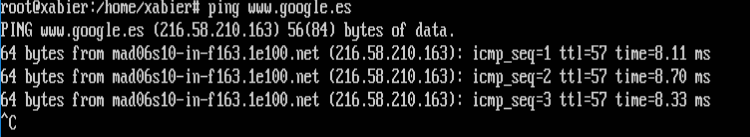 root@xabier:/home/xabier# ping www.google.es
PING www.google.es (216.58.210.163) 56(84) bytes of data.
64 bytes from mad06s10-in-f163.1e100.net (216.58.210.163): icmp_seq=1 ttl=57 time=8.11 ms
64 bytes from mad06s10-in-f163.1e100.net (216.58.210.163): icmp_seq=2 ttl=57 time=8.70 ms
64 bytes from mad06s10-in-f163.1e100.net (216.58.210.163): icmp_seq=3 ttl=57 time=8.33 ms
^C